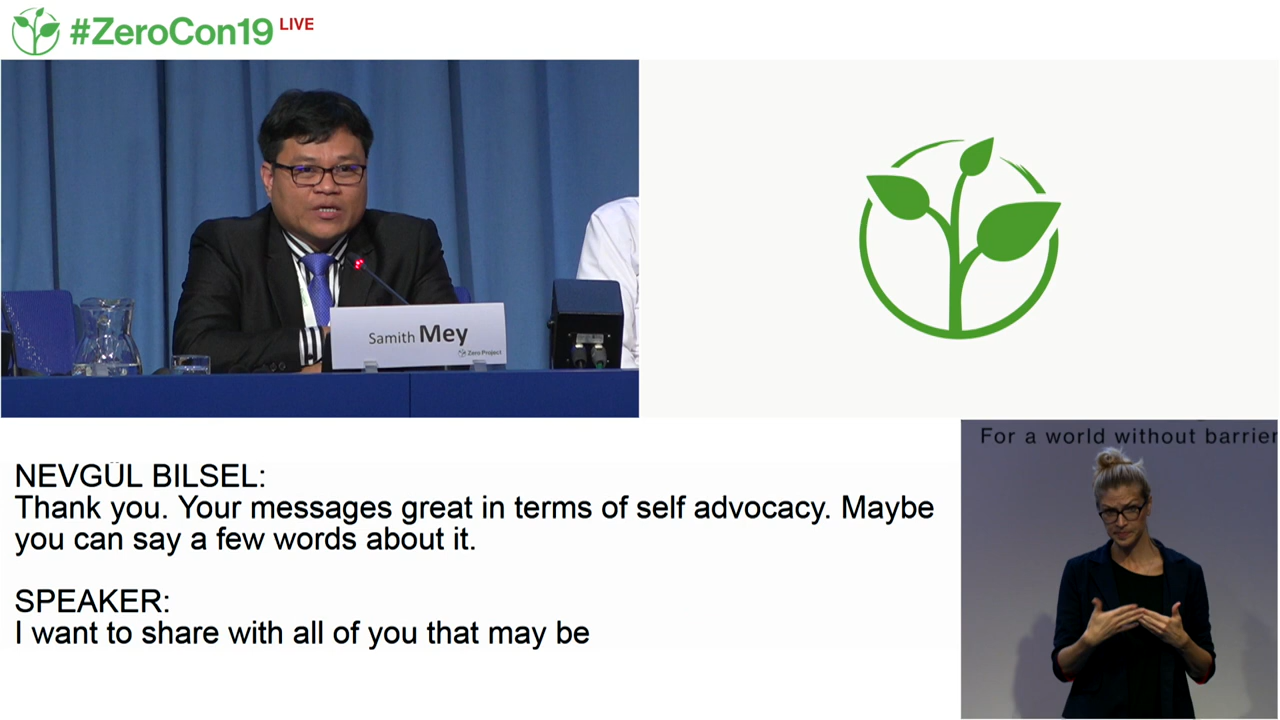 #ZeroCon19 LIVE
Samith Mey
Zero Project
For a world without barrier
NEVGÜL BILSEL:
Thank you. Your messages great in terms of self advocacy. Maybe
you can say a few words about it.
SPEAKER:
I want to share with all of you that may be